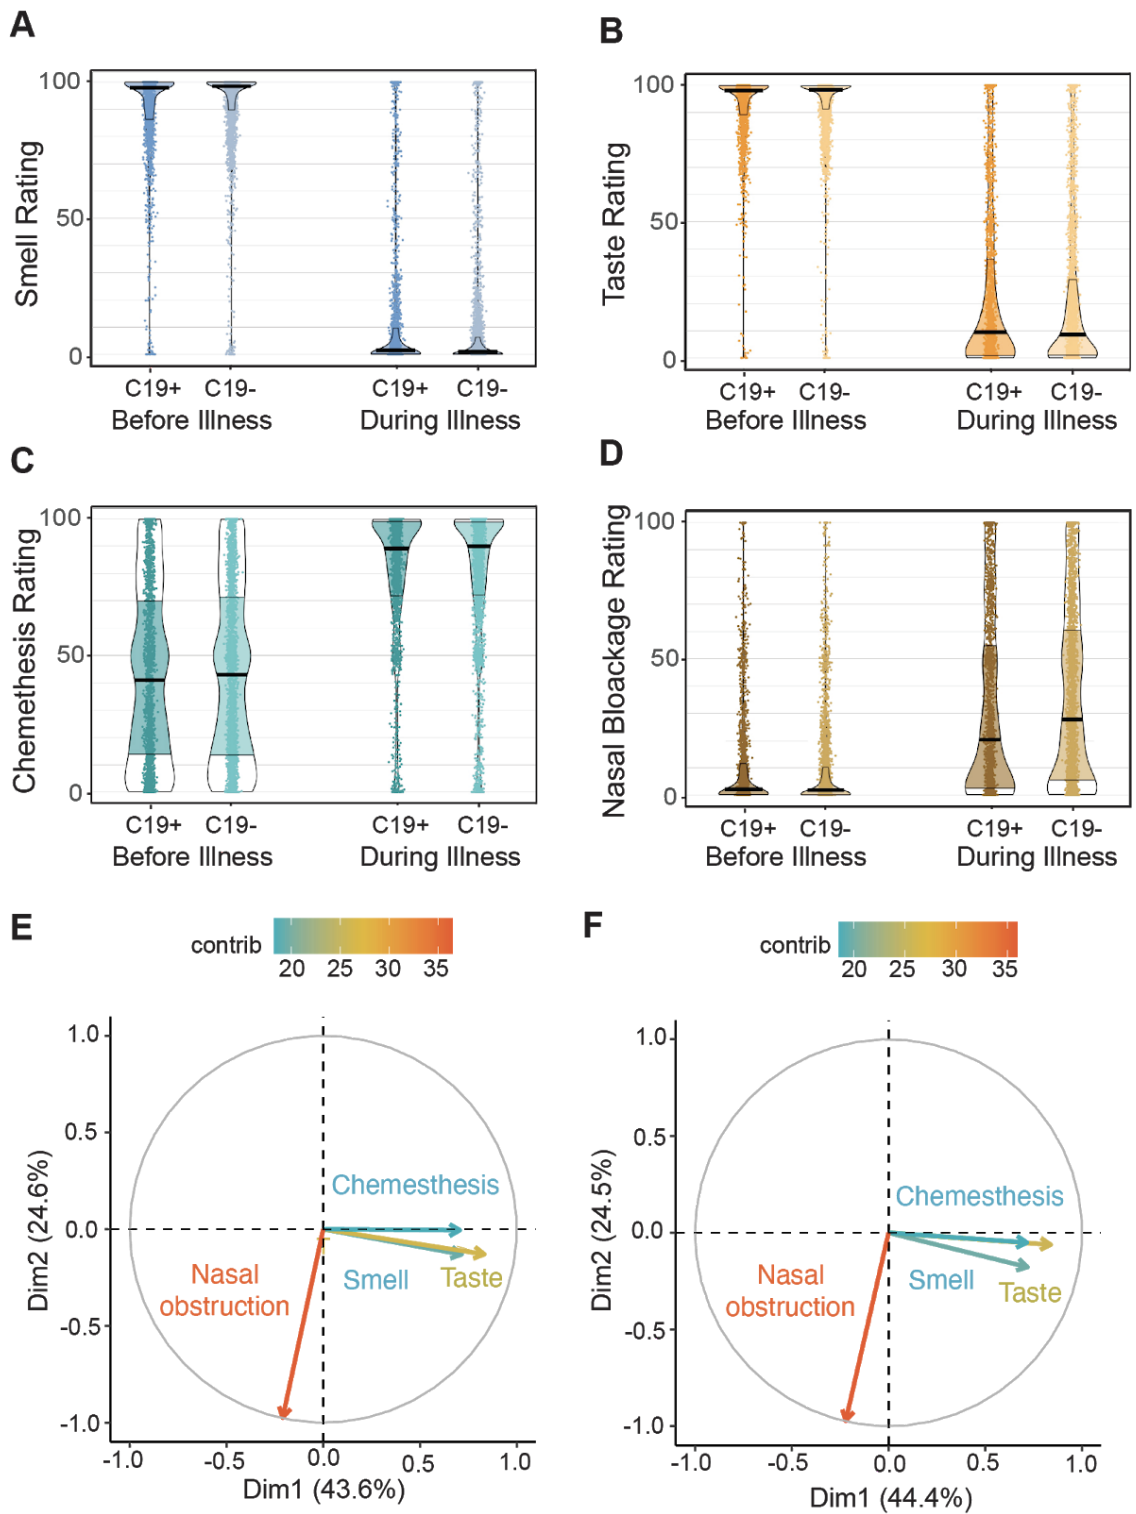 A
Smell Rating
100
50
0
C19+ C19- C19+ C19-
Before Illness During Illness
B
Taste Rating
100
50
0
C19+ C19- C19+ C19-
Before Illness During Illness
C
Chemethesis Rating
100
50
0
C19+ C19- C19+ C19-
Before Illness During Illness
D
Nasal Bloackage Rating
100
50
0
C19+ C19- C19+ C19-
Before Illness During Illness
E
contrib
20 25 30 35
Dim2 (24.6%)
1.0
0.5
0.0
-0.5
-1.0
Chemesthesis
Nasal
obstruction
Smell
Taste
-1.0 -0.5 0.0 0.5 1.0
Dim1 (43.6%)
F
contrib
20 25 30 35
Dim2 (24.5%)
1.0
0.5
0.0
-0.5
-1.0
Chemesthesis
Nasal
obstruction
Smell
Taste
-1.0 -0.5 0.0 0.5 1.0
Dim1 (44.4%)